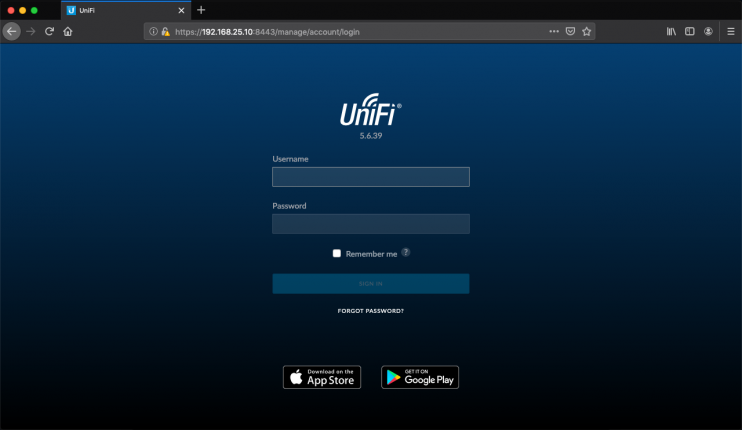 UniFi
https://192.168.25.10:8443/manage/account/login
UniFi
5.6.39
Username
Password
Remember me ?
SIGN IN
FORGOT PASSWORD?
Download on the
App Store
GET IT ON
Google Play